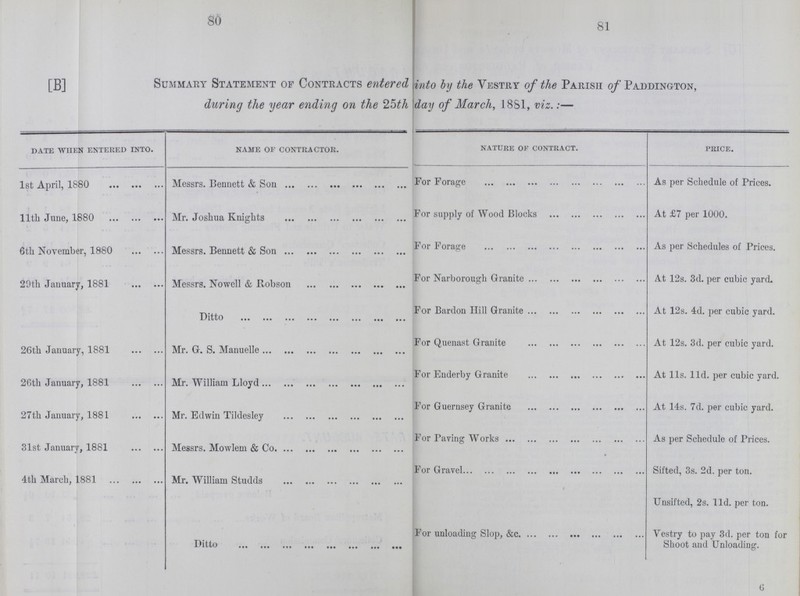 80
81
[B] SUMMARY STATEMENT OF CONTRACTS entered into by the VESTRY of the PARISH of PADDINGTON,
during the year ending on the 25th day of March, 1881, viz.:—
DATE WHEN ENTERED INTO. NAME OF CONTRACTOR. NATURE OF CONTRACT. PRICE.
1st April, 1880 ... ... ... Messrs. Bennett & Son ... ... ... ... ... ... For Forage ... ... ... ... ... ... ... ... As per Schedule of Prices.
11th June, 1880 ... ... ... Mr. Joshua Knights ... ... ... ... ... ... For supply of Wood Blocks ... ... ... ... ... At £7 per 1000.
6th November, 1880 ... ... Messrs. Bennett & Son ... ... ... ... ... ... For Forage ... ... ... ... ... ... ... ... As per Schedules of Prices.
29th January, 1881 ... ... Messrs. Nowell & Robson ... ... ... ... ... For Narborough Granite ... ... ... ... ... ... At 12s. 3d. per cubic yard.
Ditto ... ... ... ... ... ... ... ... For Bardon Hill Granite ... ... ... ... ... ... At 12s. 4d. per cubic yard.
26th January, 1881 ... ... Mr. G. S. Manuelle ... ... ... ... ... ... ... For Quenast Granite ... ... ... ... ... ... At 12s. 3d. per cubic yard.
26th January, 1881 ... ... Mr. William Lloyd ... ... ... ... ... ... ... For Enderby Granite ... ... ... ... ... ... At 11s. 11d. per cubic yard.
27th January, 1881 ... ... Mr. Edwin Tildesley ... ... ... ... ... ... For Guernsey Granite ... ... ... ... ... ... At 14s. 7d. per cubic yard.
31st January, 1881 ... ... Messrs. Mowlem & Co. ... ... ... ... ... ... For Paving Works ... ... ... ... ... ... ... As per Schedule of Prices.
4th March, 1881 ... ... ... Mr. William Studds ... ... ... ... ... ... For Gravel... ... ... ... ... ... ... ... ... Sifted, 3s. 2d. per ton.
Unsifted, 2s. 11d. per ton.
Ditto ... ... ... ... ... ... ... ... For unloading Slop, &c. ... ... ... ... ... ... Vestry to pay 3d. per ton for
Shoot and Unloading.
6